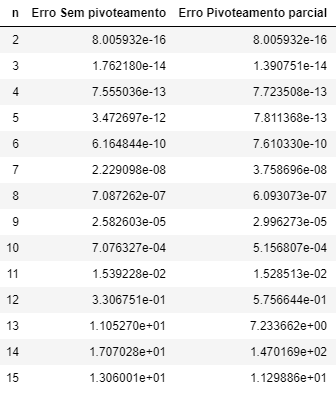 n Erro Sem pivoteamento Erro Pivoteamento parcial
2 8.005932e-16 8.005932e-16
3 1.762180e-14 1.390751e-14
4 7.555036e-13 7.723508e-13
5 3.472697e-12 7.811368e-13
6 6.164844e-10 7.610330e-10
7 2.229098e-08 3.758696e-08
8 7.087262e-07 6.093073e-07
9 2.582603e-05 2.996273e-05
10 7.076327e-04 5.156807e-04
11 1.539228e-02 1.528513e-02
12 3.306751e-01 5.756644e-01
13 1.105270e+01 7.233662e+00
14 1.707028e+01 1.470169e+02
15 1.306001e+01 1.129886e+01